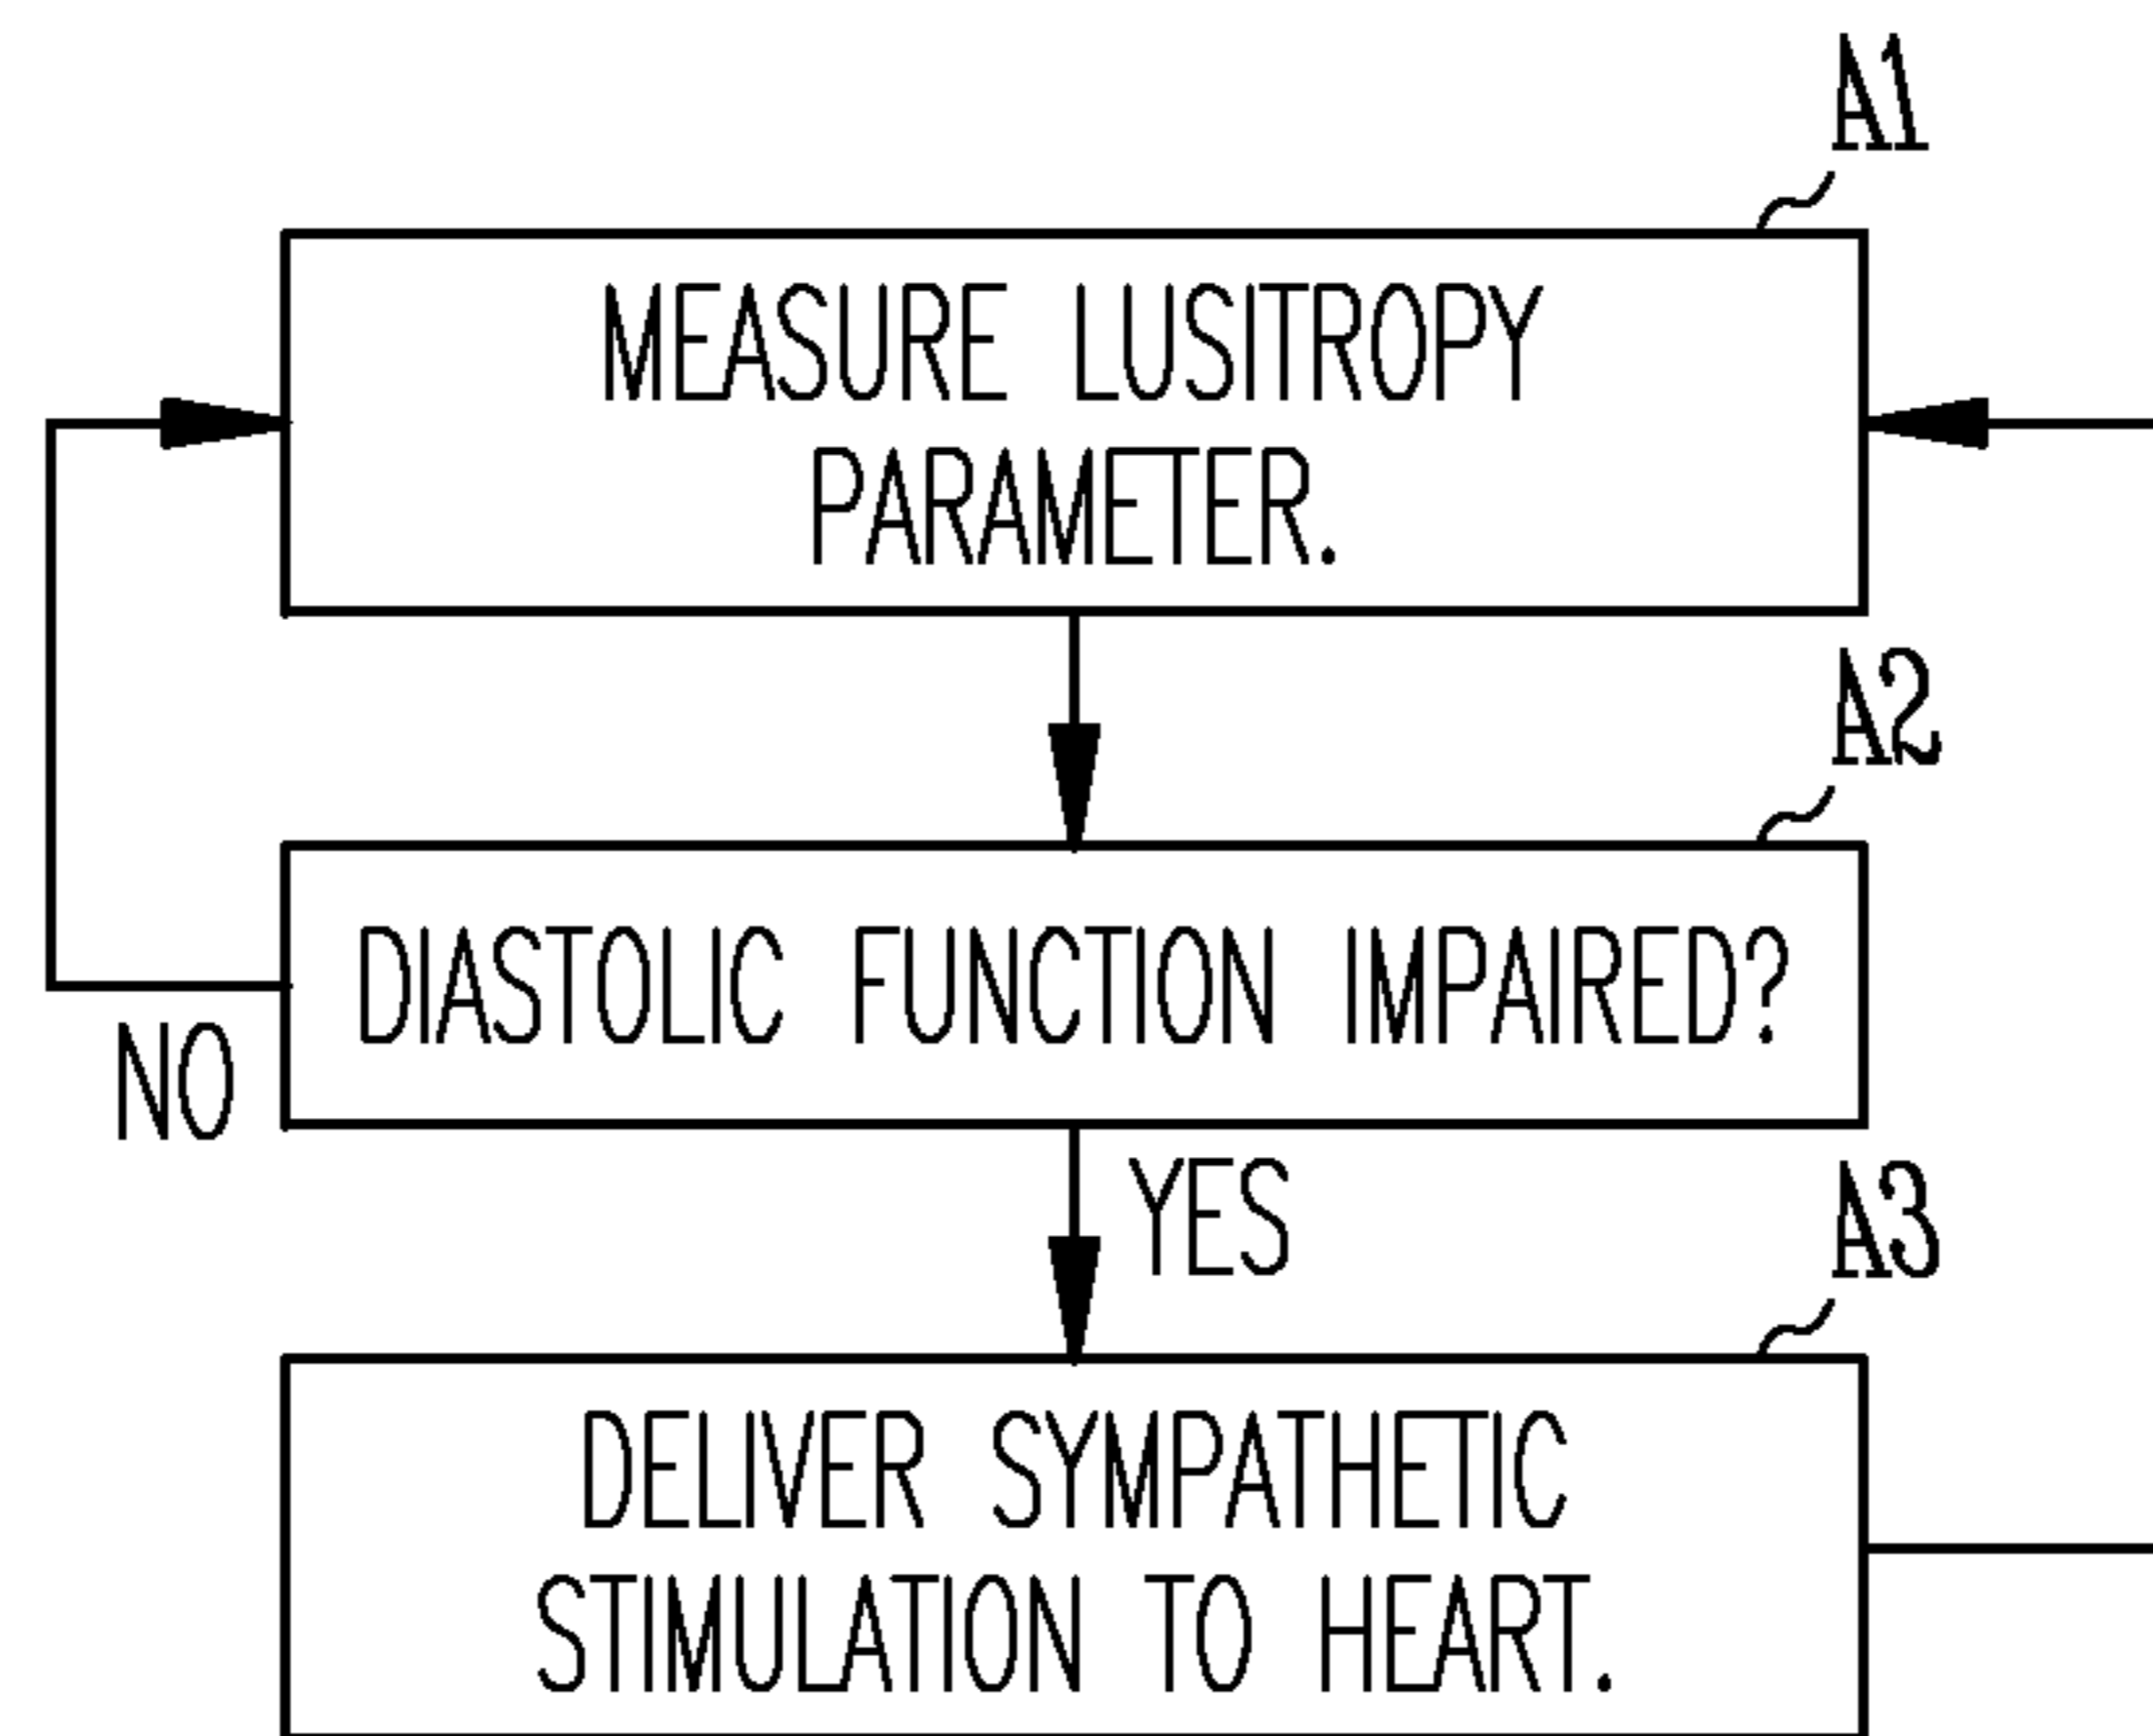 A1
MEASURE LUSITROPY
PARAMETER.
A2
DIASTOLIC FUNCTION IMPAIRED?
NO
YES
A3
DELIVER SYMPATHETIC
STIMULATION TO HEART.